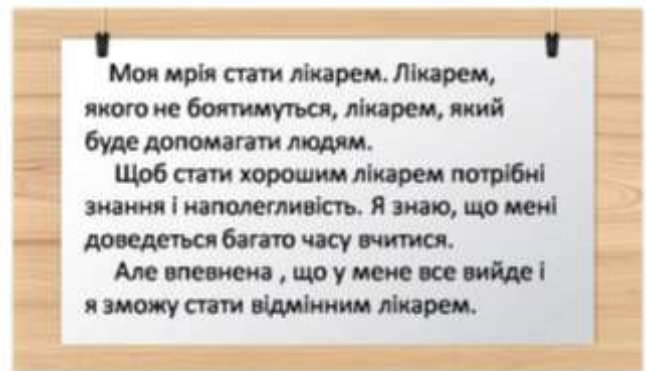 Моя мрія стати лікарем. Лікарем,
якого не боятимуться, лікарем, який
буде допомагати людям.
Щоб стати хорошим лікарем потрібні
знання і наполегливість. Я знаю, що мені
доведеться багато часу вчитися.
Але впевнена , що у мене все вийде і
я зможу стати відмінним лікарем.